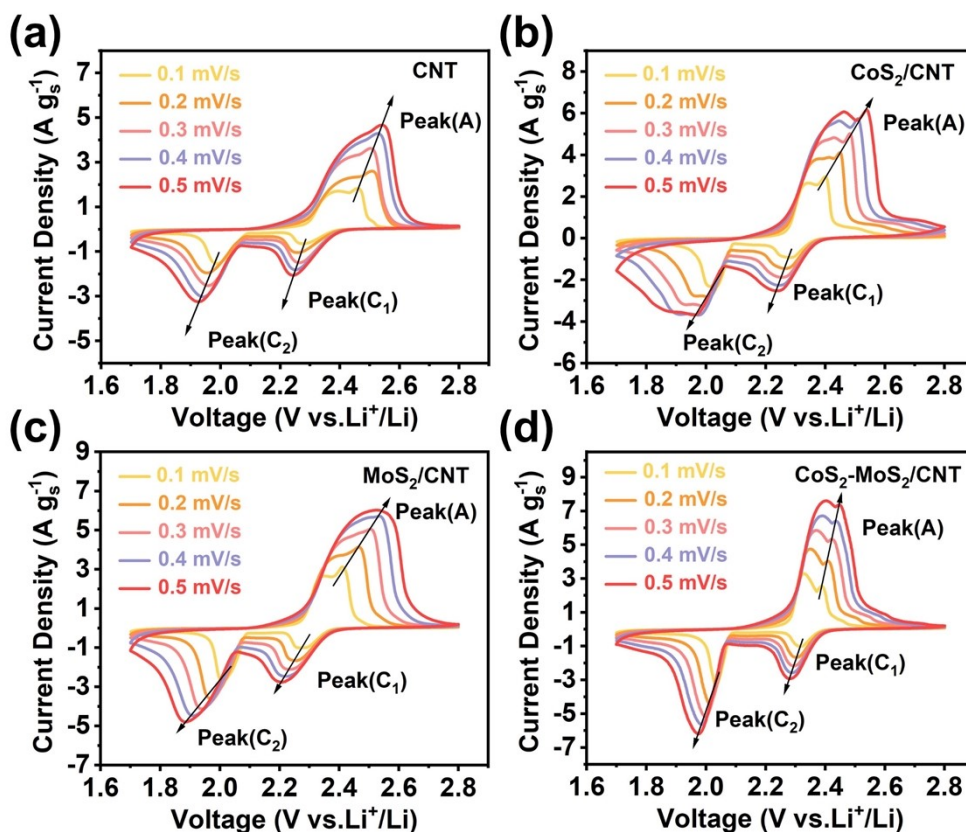 (a)
CNT
0.1 mV/s
0.2 mV/s
0.3 mV/s
0.4 mV/s
0.5 mV/s
Peak(A)
Peak(C₁)
Peak(C₂)
Current Density (A gₛ⁻¹)
7
5
3
1
-1
-3
-5
1.6 1.8 2.0 2.2 2.4 2.6 2.8
Voltage (V vs.Li⁺/Li)
(b)
CoS₂/CNT
0.1 mV/s
0.2 mV/s
0.3 mV/s
0.4 mV/s
0.5 mV/s
Peak(A)
Peak(C₁)
Peak(C₂)
Current Density (A gₛ⁻¹)
8
6
4
2
0
-2
-4
-6
1.6 1.8 2.0 2.2 2.4 2.6 2.8
Voltage (V vs.Li⁺/Li)
(c)
MoS₂/CNT
0.1 mV/s
0.2 mV/s
0.3 mV/s
0.4 mV/s
0.5 mV/s
Peak(A)
Peak(C₁)
Peak(C₂)
Current Density (A gₛ⁻¹)
9
7
5
3
1
-1
-3
-5
-7
1.6 1.8 2.0 2.2 2.4 2.6 2.8
Voltage (V vs.Li⁺/Li)
(d)
CoS₂-MoS₂/CNT
0.1 mV/s
0.2 mV/s
0.3 mV/s
0.4 mV/s
0.5 mV/s
Peak(A)
Peak(C₁)
Peak(C₂)
Current Density (A gₛ⁻¹)
9
7
5
3
1
-1
-3
-5
-7
1.6 1.8 2.0 2.2 2.4 2.6 2.8
Voltage (V vs.Li⁺/Li)